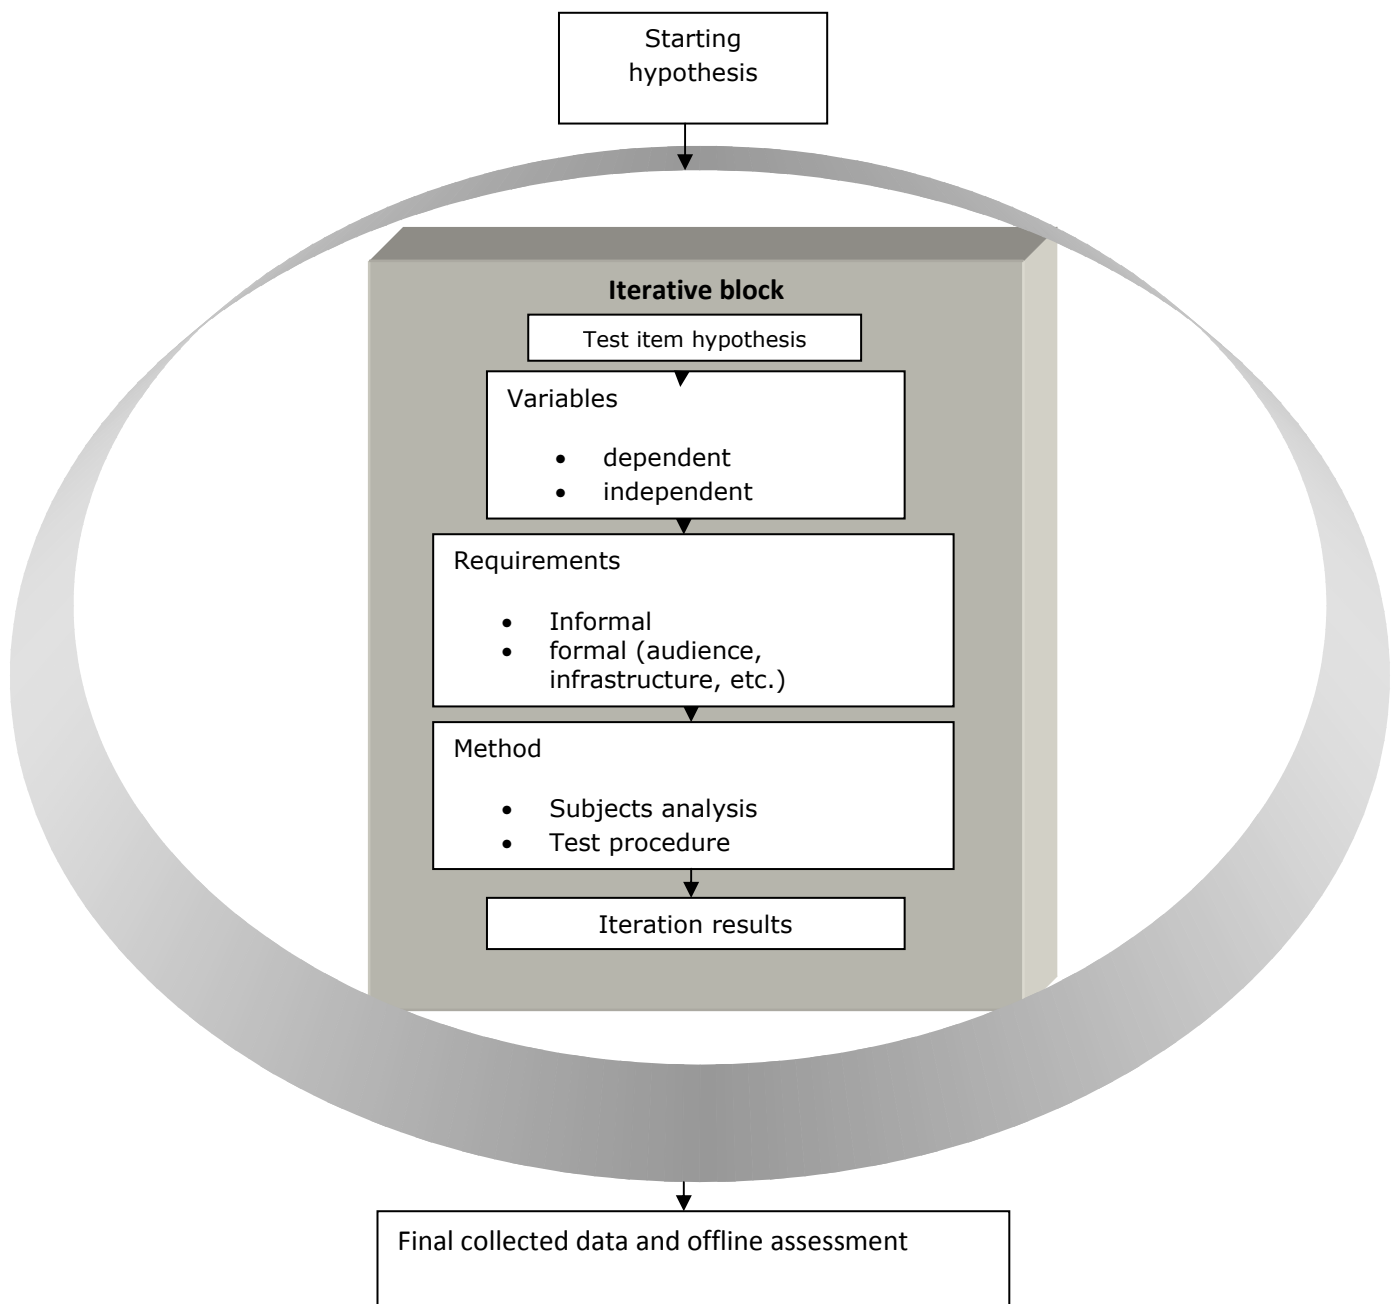 Starting
hypothesis
Iterative block
Test item hypothesis
Variables
• dependent
• independent
Requirements
• Informal
• formal (audience,
infrastructure, etc.)
Method
• Subjects analysis
• Test procedure
Iteration results
Final collected data and offline assessment